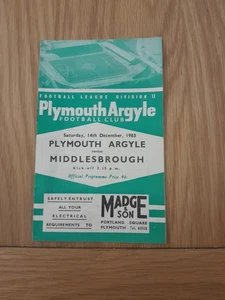 FOOTBALL LEAGUE DIVISION II
Plymouth Argyle
FOOTBALL CLUB
Saturday, 14th December, 1963
PLYMOUTH ARGYLE
versus
MIDDLESBROUGH
Kick-off 2.15 p.m.
Official Programme Price 4d.
SAFELY ENTRUST
ALL YOUR
ELECTRICAL
REQUIREMENTS TO
MADGE
& SON
PORTLAND SQUARE
PLYMOUTH